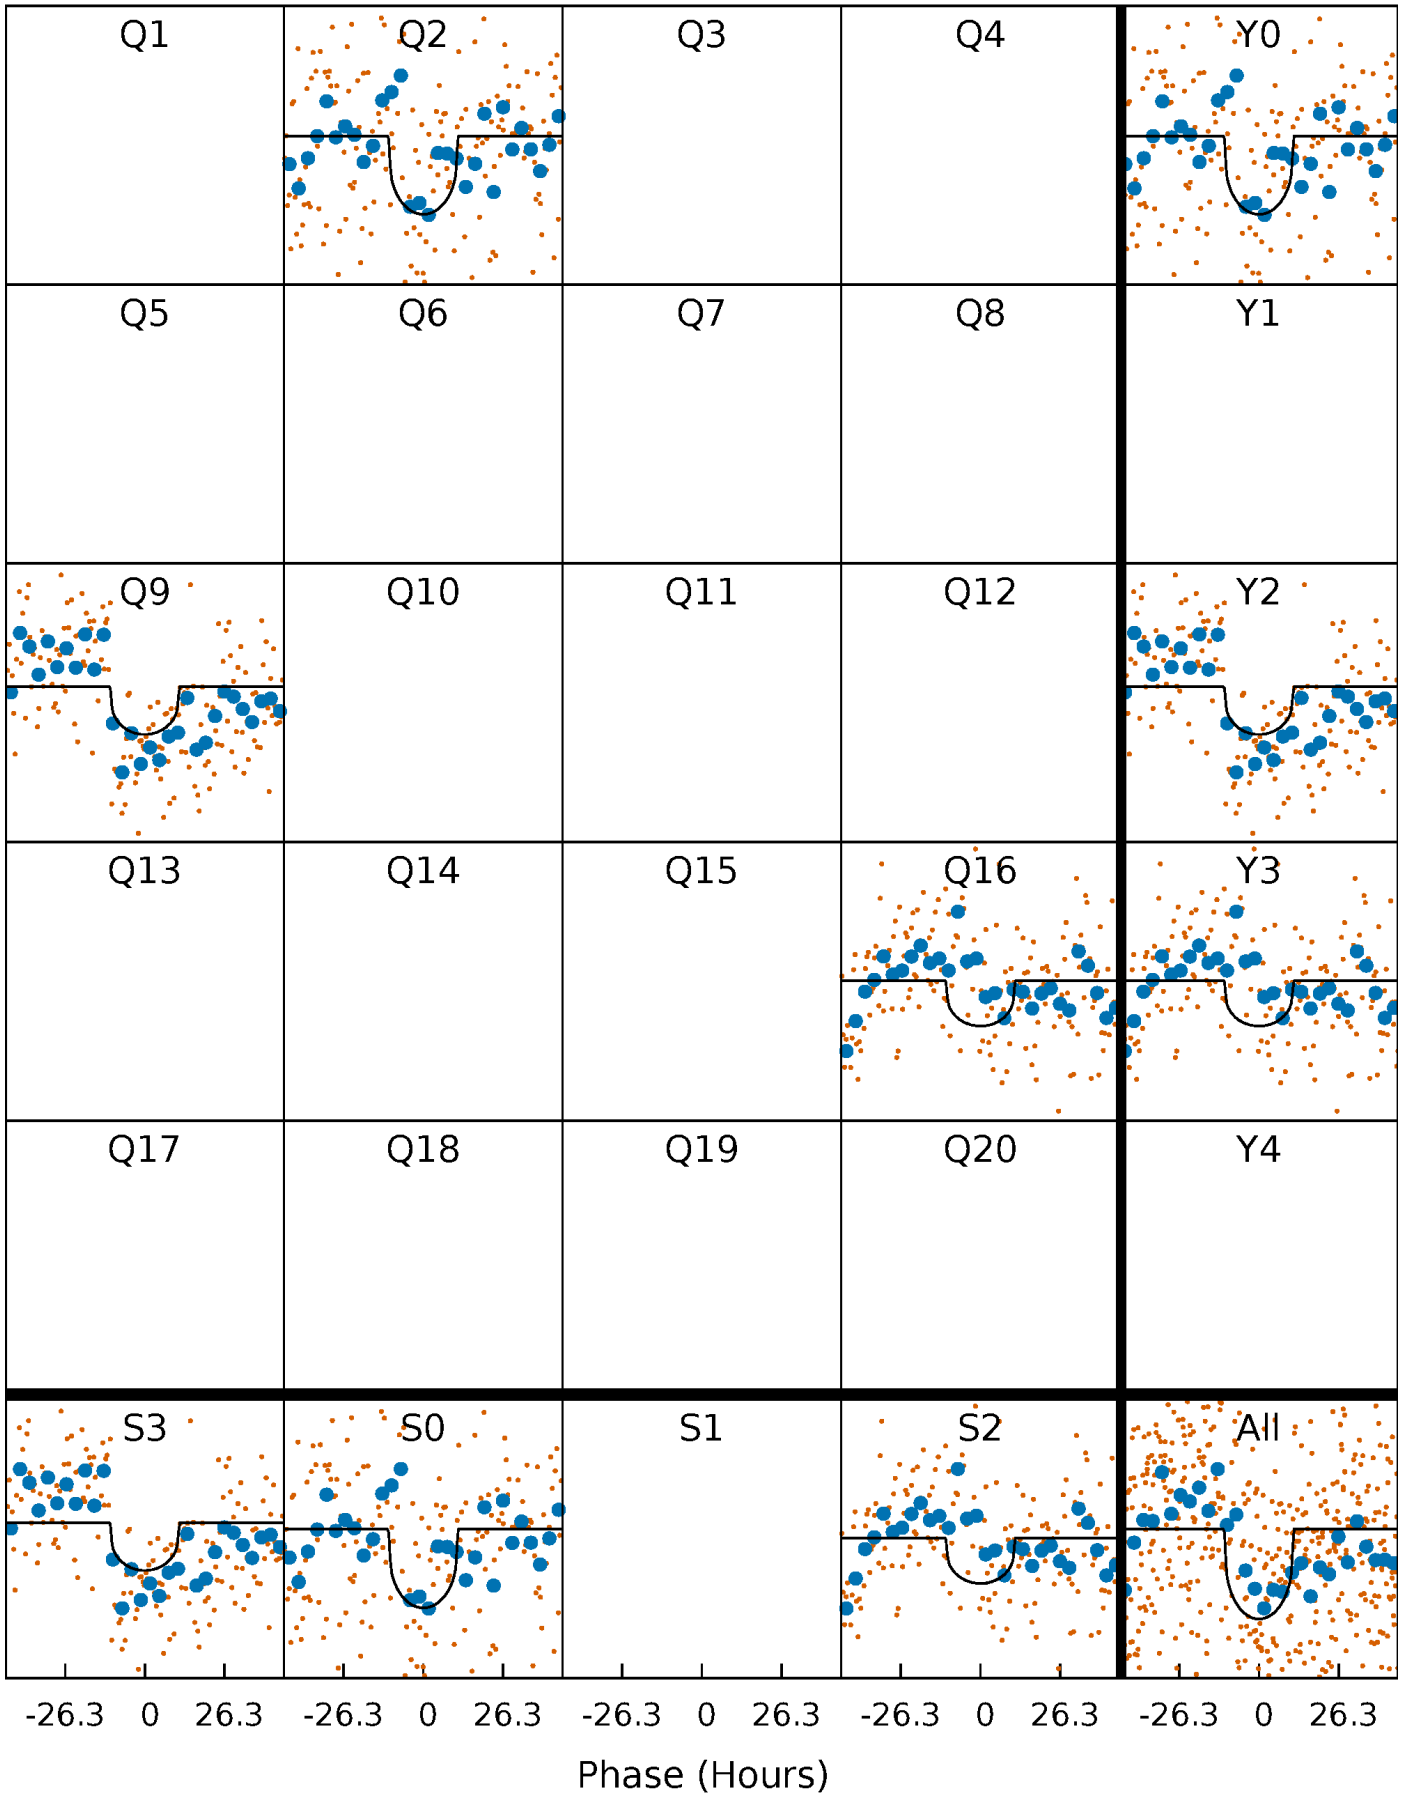 Q1 Q2 Q3 Q4 Y0
Q5 Q6 Q7 Q8 Y1
Q9 Q10 Q11 Q12 Y2
Q13 Q14 Q15 Q16 Y3
Q17 Q18 Q19 Q20 Y4
S3 S0 S1 S2 All
-26.3 0 26.3 -26.3 0 26.3 -26.3 0 26.3 -26.3 0 26.3 -26.3 0 26.3
Phase (Hours)